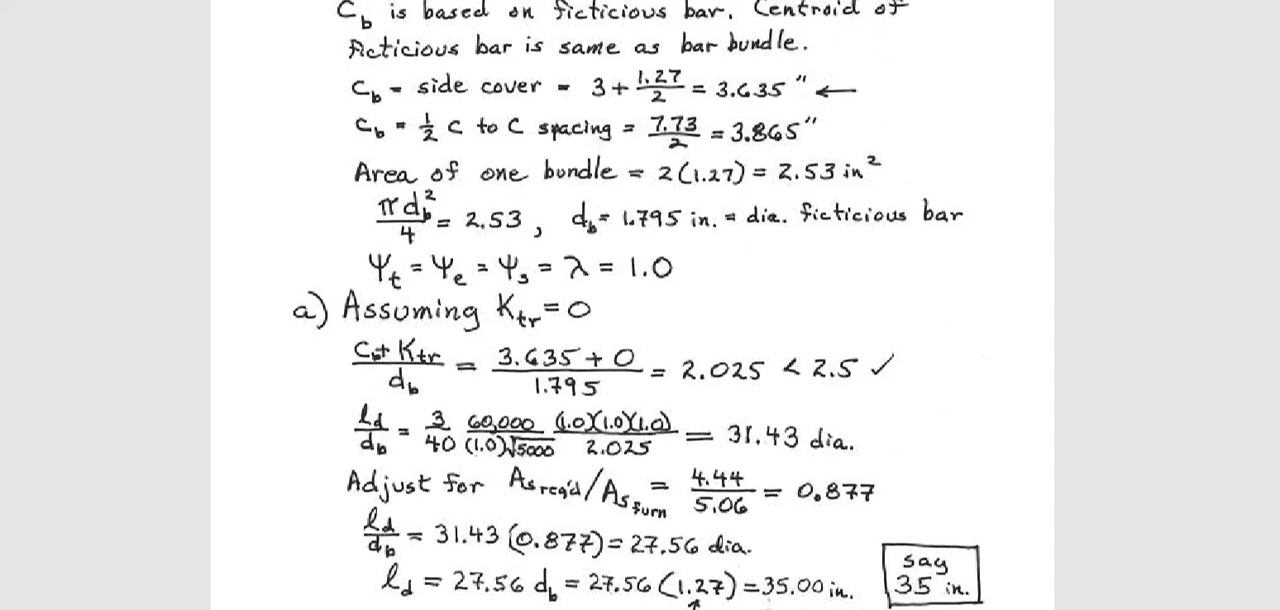 C_b is based on ficticious bar. Centroid of
ficticious bar is same as bar bundle.
C_b = side cover = 3 + 1.27/2 = 3.635" ←
C_b = 1/2 C to C spacing = 7.73/2 = 3.865"
Area of one bundle = 2(1.27) = 2.53 in²
πd_b²/4 = 2.53, d_b = 1.795 in. = dia. ficticious bar
Ψ_t = Ψ_e = Ψ_s = λ = 1.0
a) Assuming K_tr = 0
(C_b + K_tr)/d_b = (3.635 + 0)/1.795 = 2.025 < 2.5 ✓
l_d/d_b = 3/40 60,000/((1.0)√5000) (1.0)(1.0)(1.0)/2.025 = 31.43 dia.
Adjust for As req'd/As furn = 4.44/5.06 = 0.877
l_d/d_b = 31.43 (0.877) = 27.56 dia.
l_d = 27.56 d_b = 27.56 (1.27) = 35.00 in.
say
35 in.